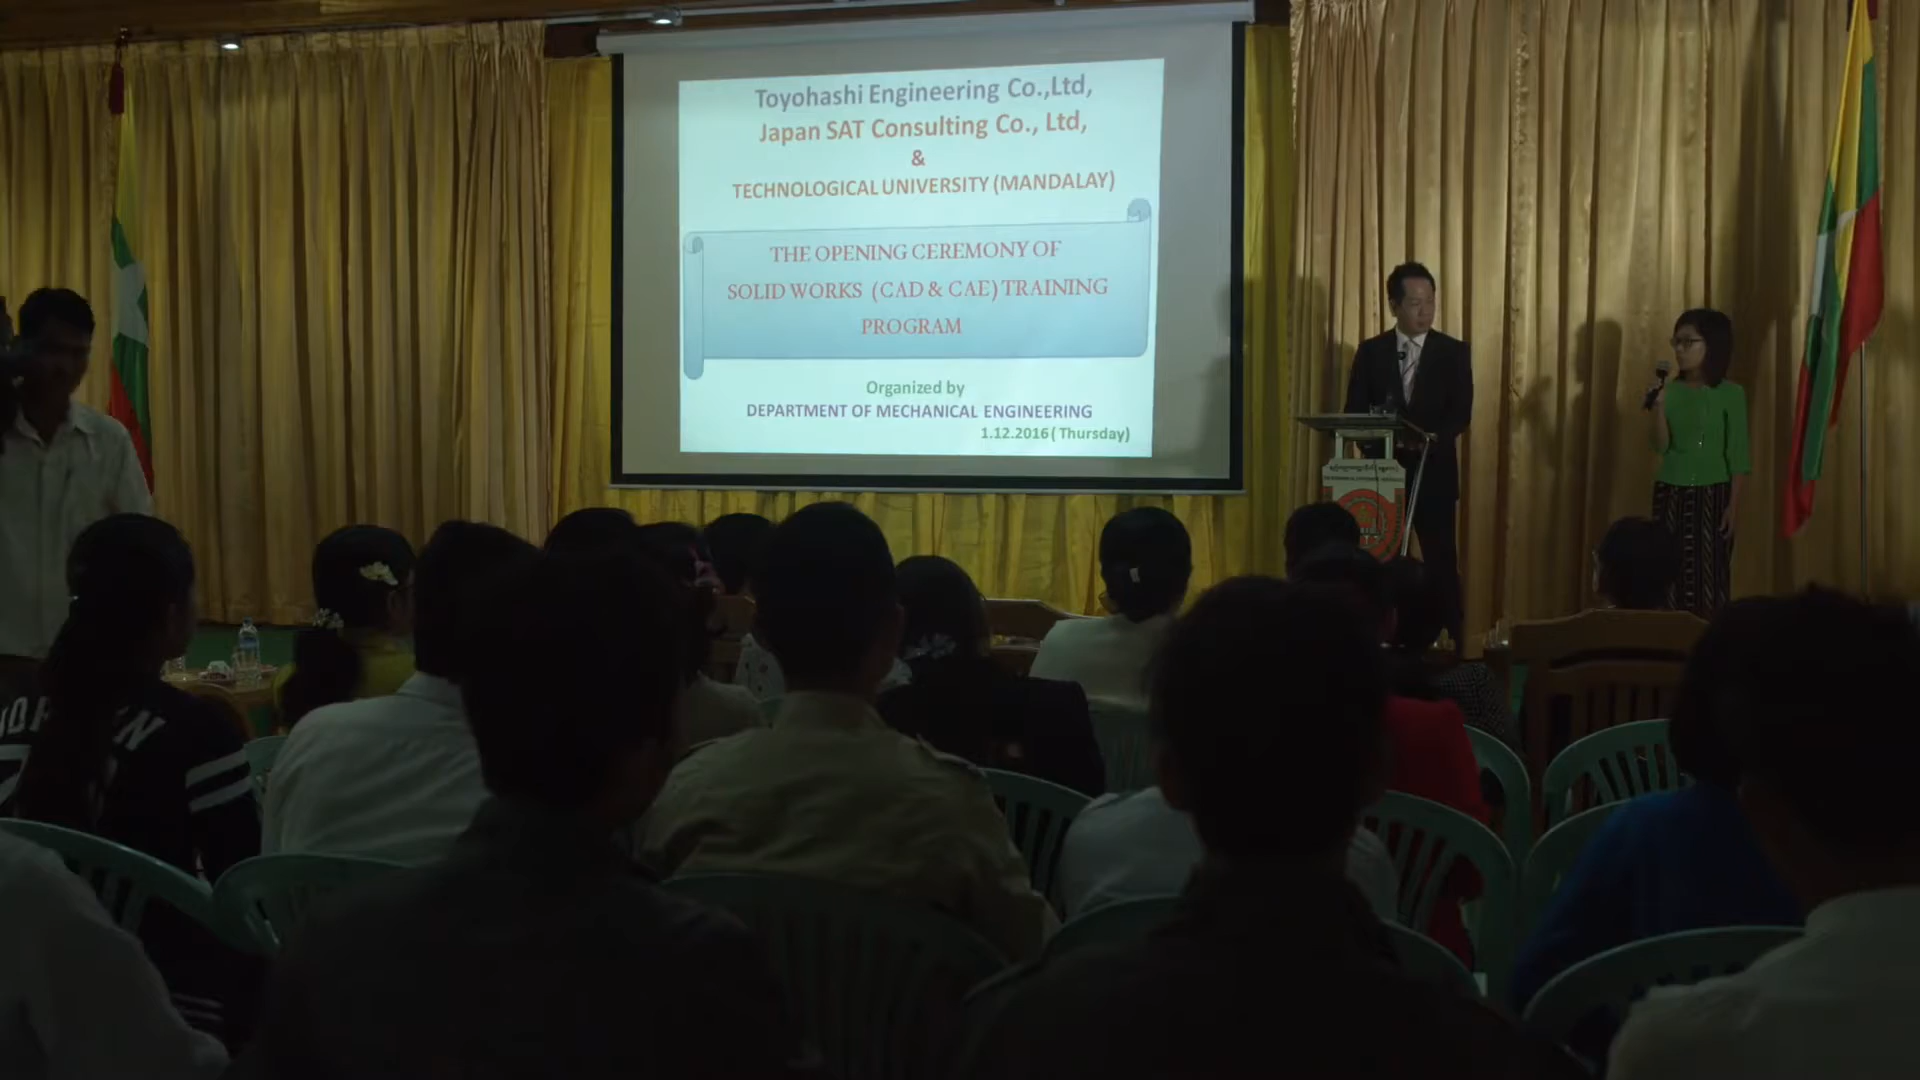 Toyohashi Engineering Co.,Ltd,
Japan SAT Consulting Co., Ltd,
&
TECHNOLOGICAL UNIVERSITY (MANDALAY)
THE OPENING CEREMONY OF
SOLID WORKS (CAD & CAE) TRAINING
PROGRAM
Organized by
DEPARTMENT OF MECHANICAL ENGINEERING
1.12.2016 ( Thursday)